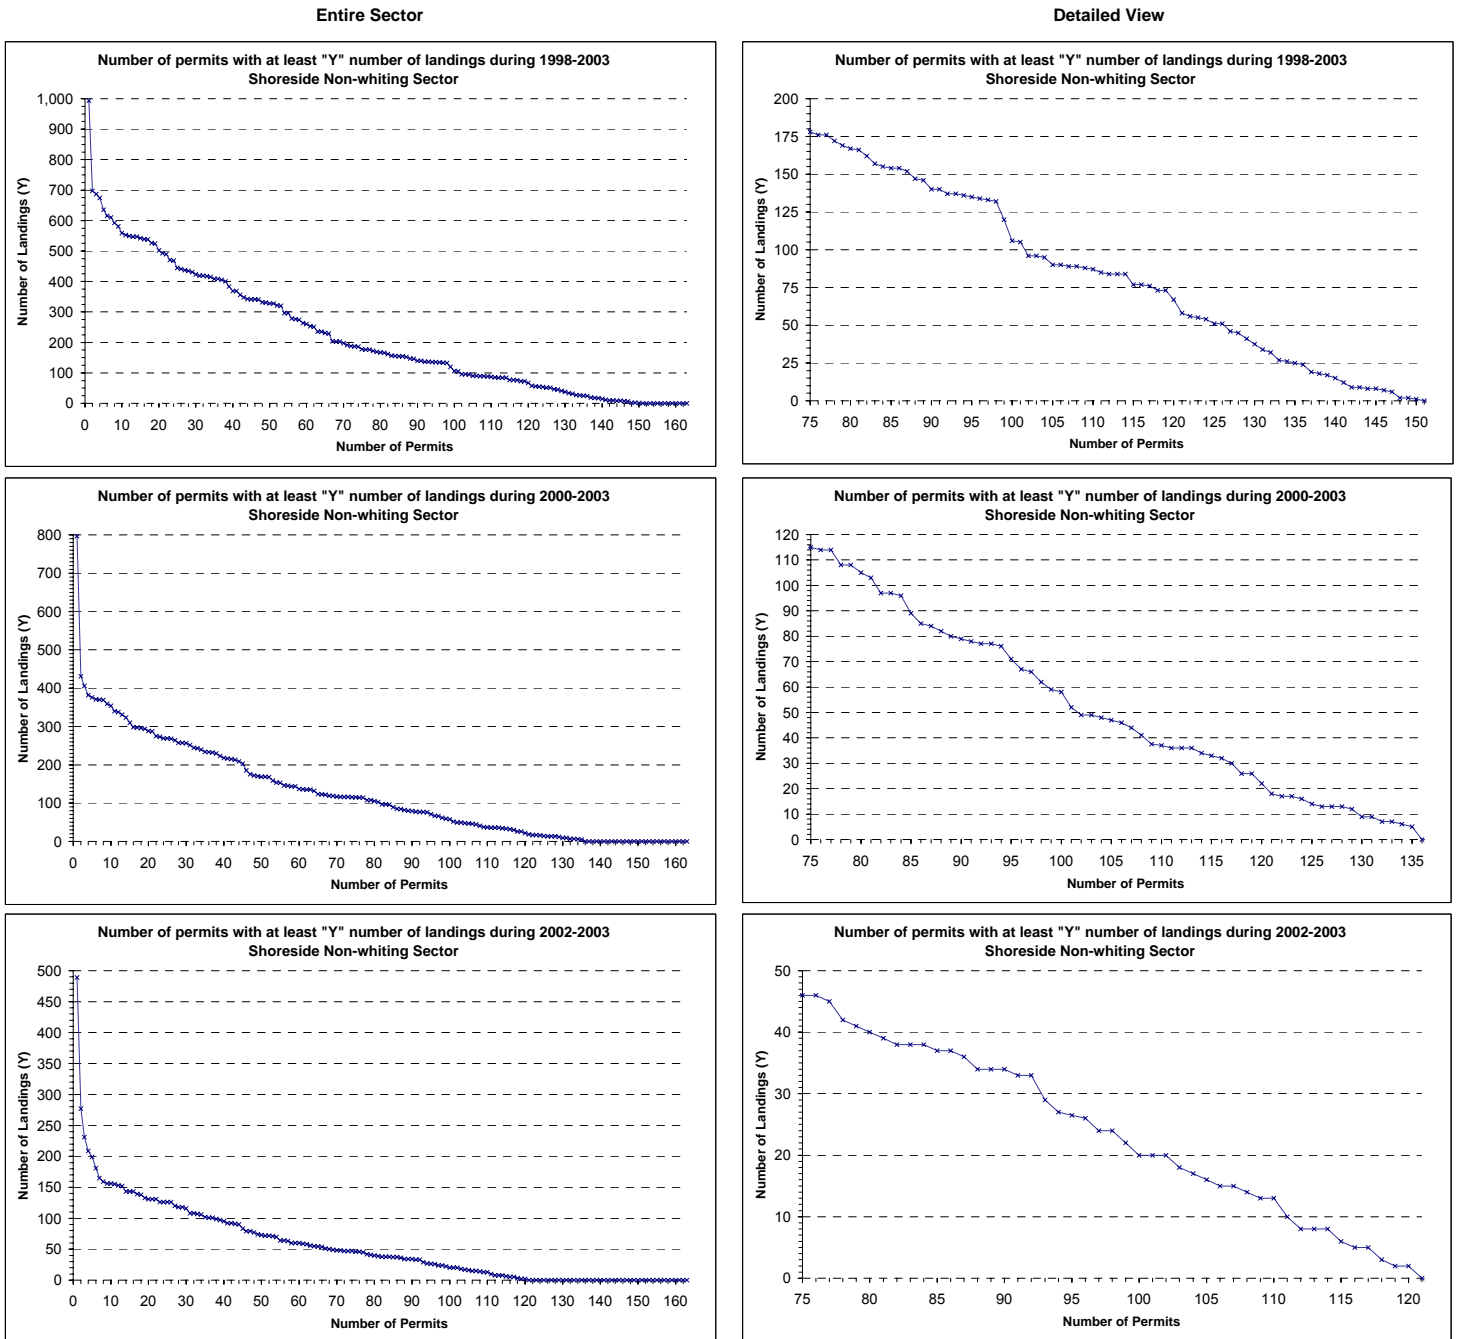 Entire Sector
Detailed View
Number of permits with at least "Y" number of landings during 1998-2003
Shoreside Non-whiting Sector
Number of Landings (Y)
1,000
900
800
700
600
500
400
300
200
100
0
0 10 20 30 40 50 60 70 80 90 100 110 120 130 140 150 160
Number of Permits
Number of permits with at least "Y" number of landings during 1998-2003
Shoreside Non-whiting Sector
Number of Landings (Y)
200
175
150
125
100
75
50
25
0
75 80 85 90 95 100 105 110 115 120 125 130 135 140 145 150
Number of Permits
Number of permits with at least "Y" number of landings during 2000-2003
Shoreside Non-whiting Sector
Number of Landings (Y)
800
700
600
500
400
300
200
100
0
0 10 20 30 40 50 60 70 80 90 100 110 120 130 140 150 160
Number of Permits
Number of permits with at least "Y" number of landings during 2000-2003
Shoreside Non-whiting Sector
Number of Landings (Y)
120
110
100
90
80
70
60
50
40
30
20
10
0
75 80 85 90 95 100 105 110 115 120 125 130 135
Number of Permits
Number of permits with at least "Y" number of landings during 2002-2003
Shoreside Non-whiting Sector
Number of Landings (Y)
500
450
400
350
300
250
200
150
100
50
0
0 10 20 30 40 50 60 70 80 90 100 110 120 130 140 150 160
Number of Permits
Number of permits with at least "Y" number of landings during 2002-2003
Shoreside Non-whiting Sector
Number of Landings (Y)
50
40
30
20
10
0
75 80 85 90 95 100 105 110 115 120
Number of Permits